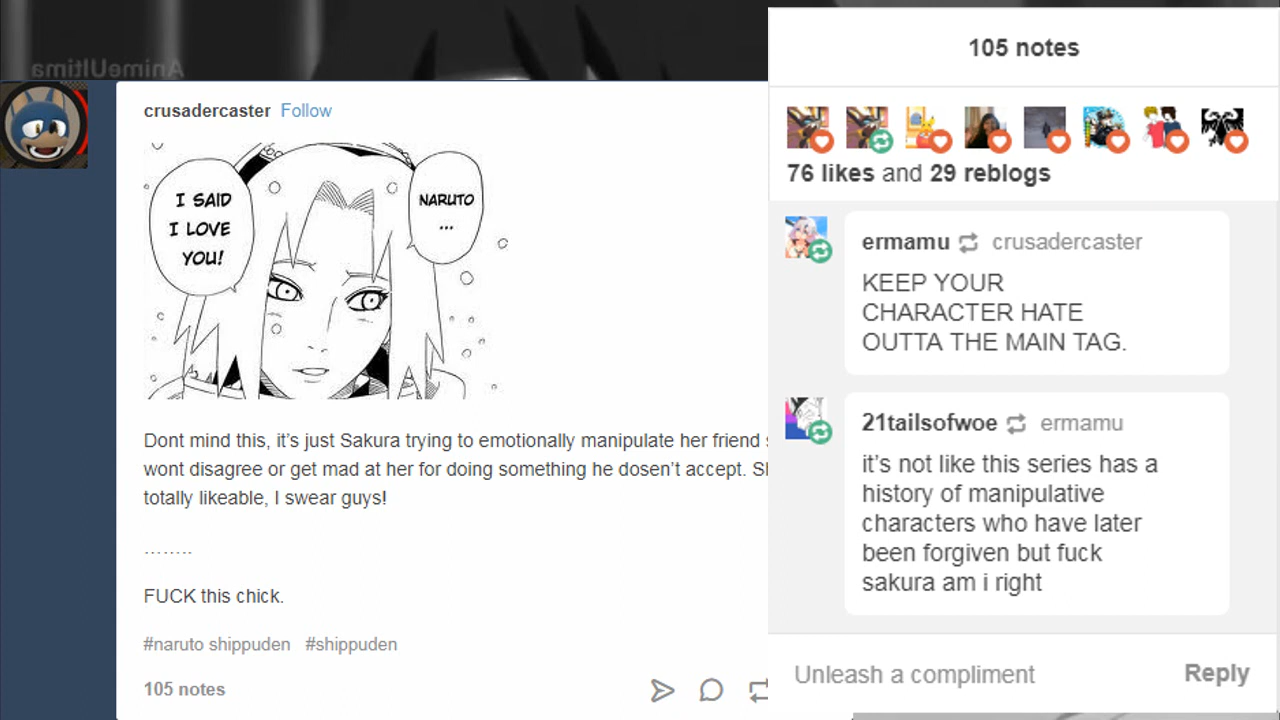 AnimeUltima
crusadercaster Follow
I SAID
I LOVE
YOU!
NARUTO
...
Dont mind this, it’s just Sakura trying to emotionally manipulate her friend
wont disagree or get mad at her for doing something he dosen’t accept.
totally likeable, I swear guys!
........
FUCK this chick.
#naruto shippuden #shippuden
105 notes
105 notes
76 likes and 29 reblogs
ermamu crusadercaster
KEEP YOUR
CHARACTER HATE
OUTTA THE MAIN TAG.
21tailsofwoe ermamu
it’s not like this series has a
history of manipulative
characters who have later
been forgiven but fuck
sakura am i right
Unleash a compliment Reply